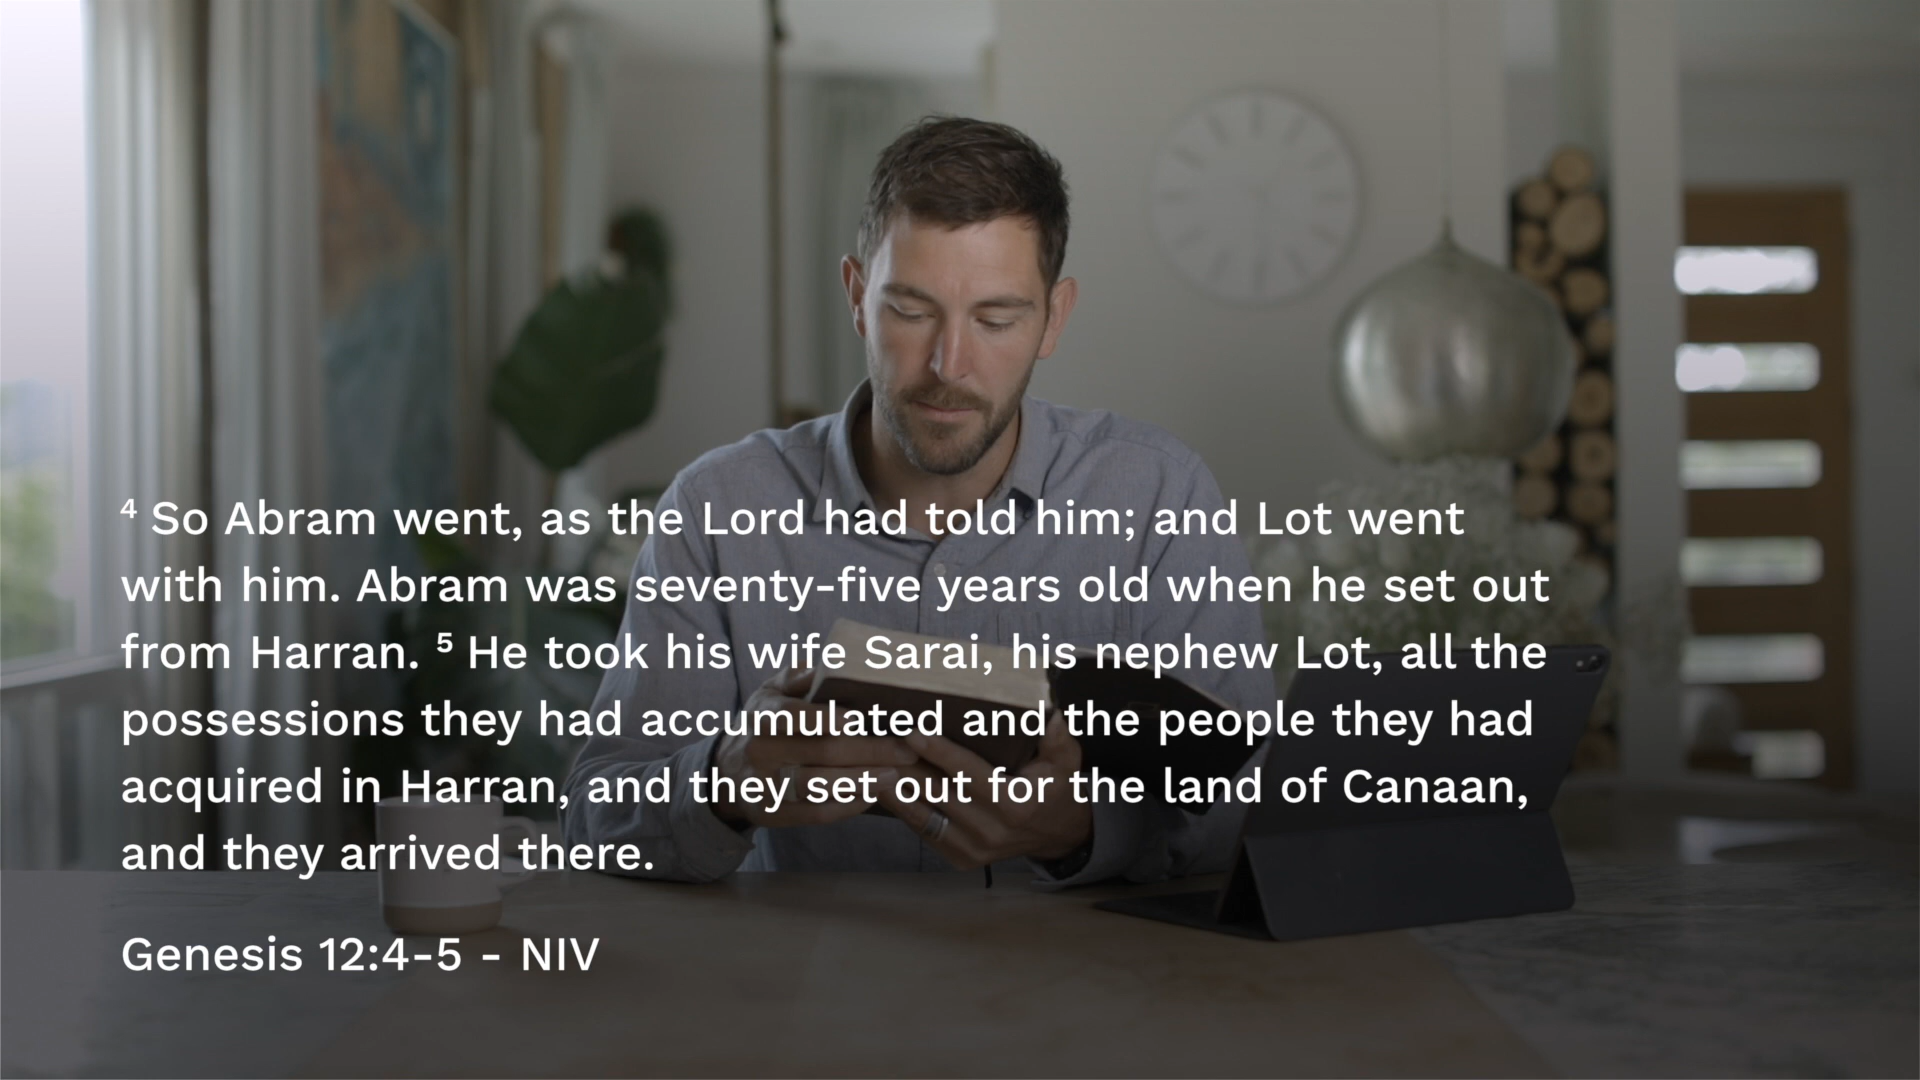 ⁴ So Abram went, as the Lord had told him; and Lot went
with him. Abram was seventy-five years old when he set out
from Harran. ⁵ He took his wife Sarai, his nephew Lot, all the
possessions they had accumulated and the people they had
acquired in Harran, and they set out for the land of Canaan,
and they arrived there.
Genesis 12:4-5 - NIV